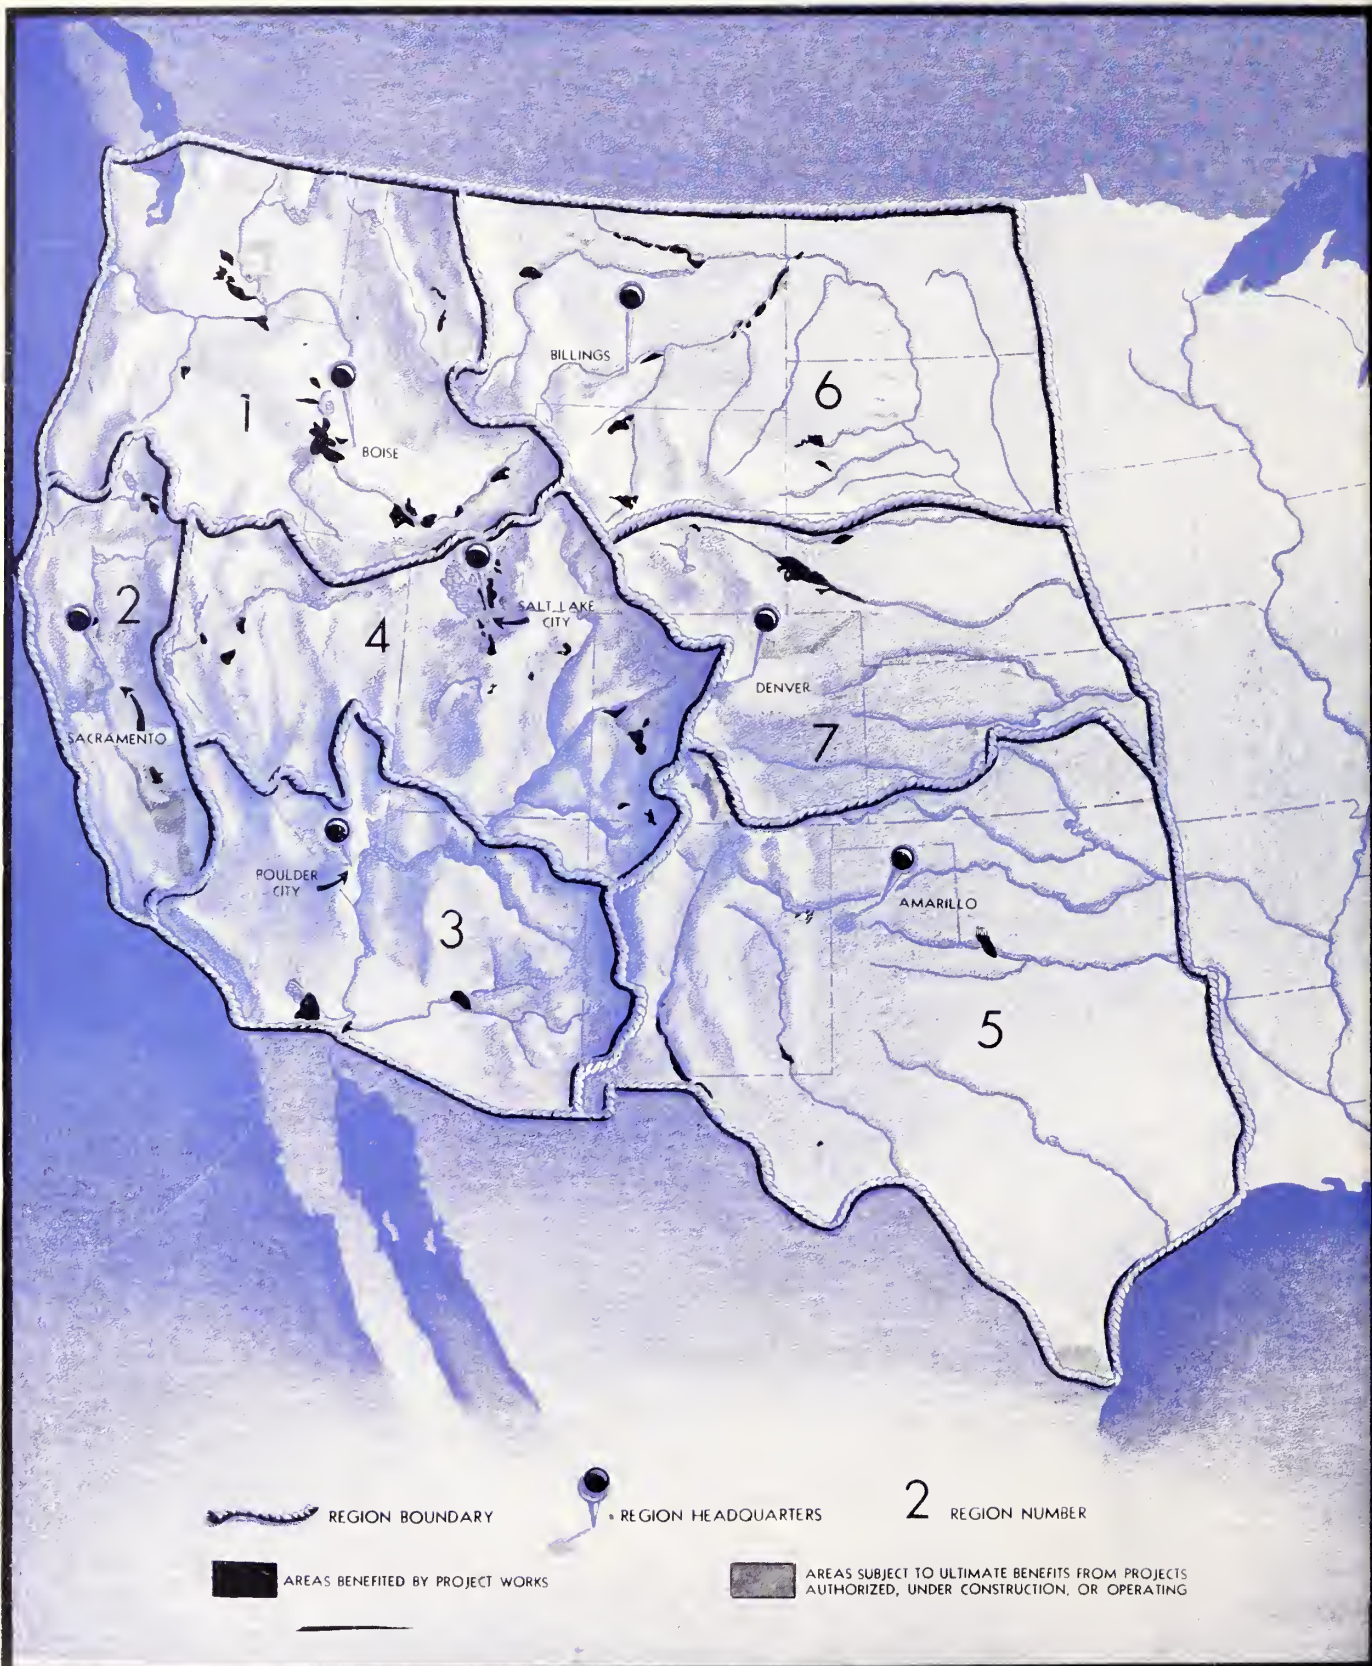 BILLINGS
6
1
BOISE
2
SALT LAKE
CITY
4
DENVER
SACRAMENTO
7
POULDER
CITY
AMARILLO
3
5
REGION BOUNDARY
REGION HEADQUARTERS
2 REGION NUMBER
AREAS BENEFITED BY PROJECT WORKS
AREAS SUBJECT TO ULTIMATE BENEFITS FROM PROJECTS
AUTHORIZED, UNDER CONSTRUCTION, OR OPERATING